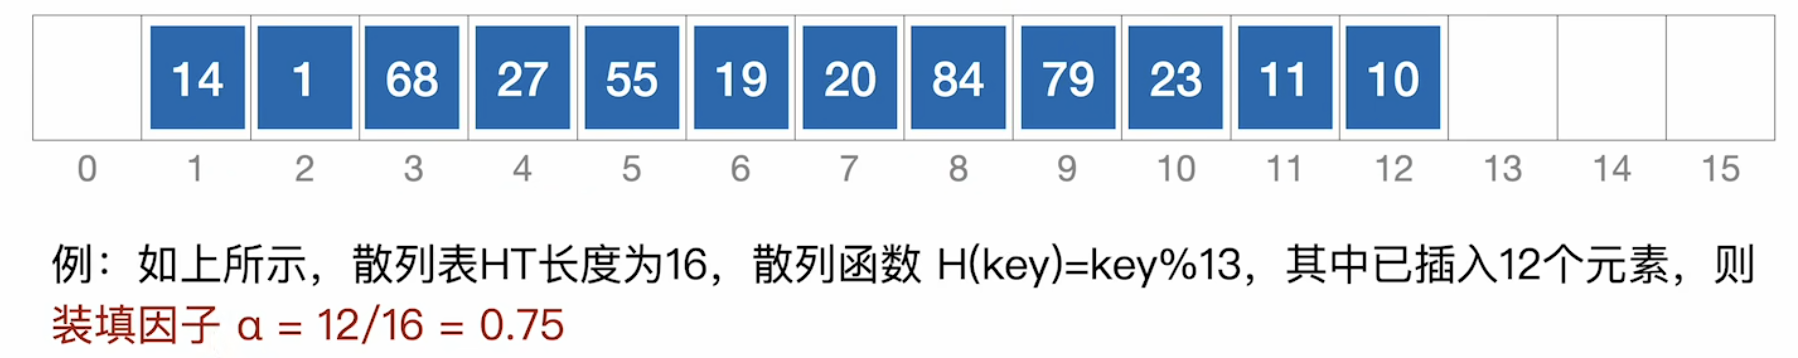 14 1 68 27 55 19 20 84 79 23 11 10
0 1 2 3 4 5 6 7 8 9 10 11 12 13 14 15
例：如上所示，散列表HT长度为16，散列函数 H(key)=key%13，其中已插入12个元素，则
装填因子 α = 12/16 = 0.75